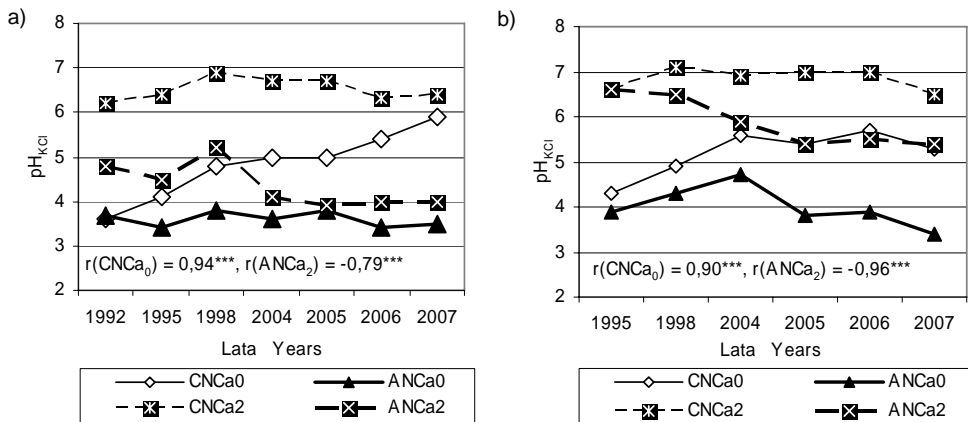 a)
8
7
6
5
4
3
2
pHKCl
r(CNCa0) = 0,94***, r(ANCa2) = -0,79***
1992 1995 1998 2004 2005 2006 2007
Lata Years
CNCa0 ANCa0
CNCa2 ANCa2
b)
8
7
6
5
4
3
2
pHKCl
r(CNCa0) = 0,90***, r(ANCa2) = -0,96***
1995 1998 2004 2005 2006 2007
Lata Years
CNCa0 ANCa0
CNCa2 ANCa2